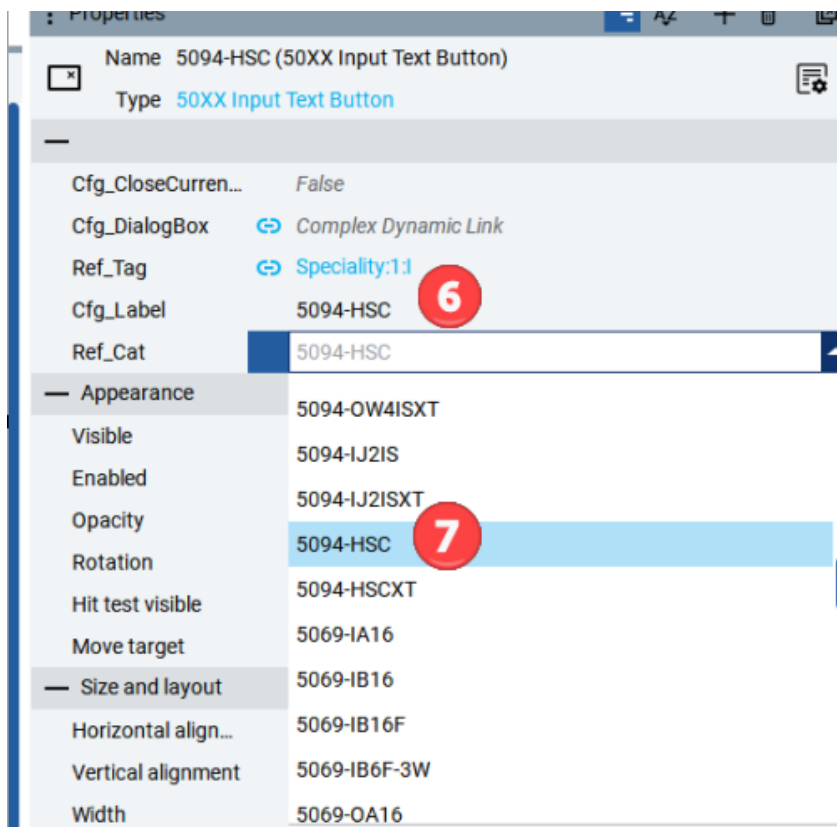 Properties
Name 5094-HSC (50XX Input Text Button)
Type 50XX Input Text Button
Cfg_CloseCurren... False
Cfg_DialogBox Complex Dynamic Link
Ref_Tag Speciality:1:I
Cfg_Label 5094-HSC
6
Ref_Cat 5094-HSC
Appearance
Visible
Enabled
Opacity
Rotation
Hit test visible
Move target
Size and layout
Horizontal align...
Vertical alignment
Width
5094-OW4ISXT
5094-IJ2IS
5094-IJ2ISXT
5094-HSC
7
5094-HSCXT
5069-IA16
5069-IB16
5069-IB16F
5069-IB6F-3W
5069-OA16